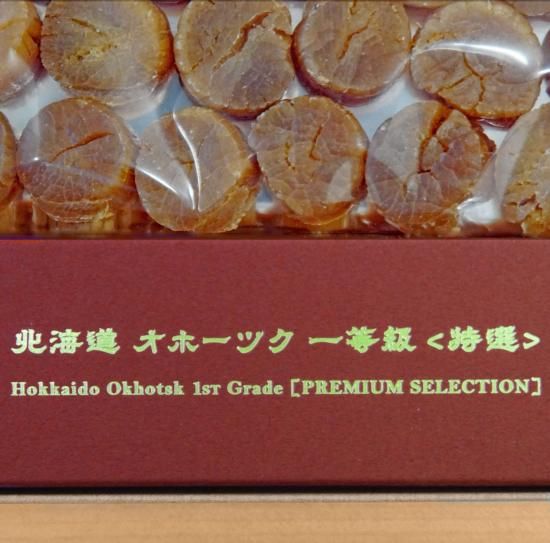 北海道 オホーツク 一等級 <特選>
Hokkaido Okhotsk 1ST Grade [PREMIUM SELECTION]